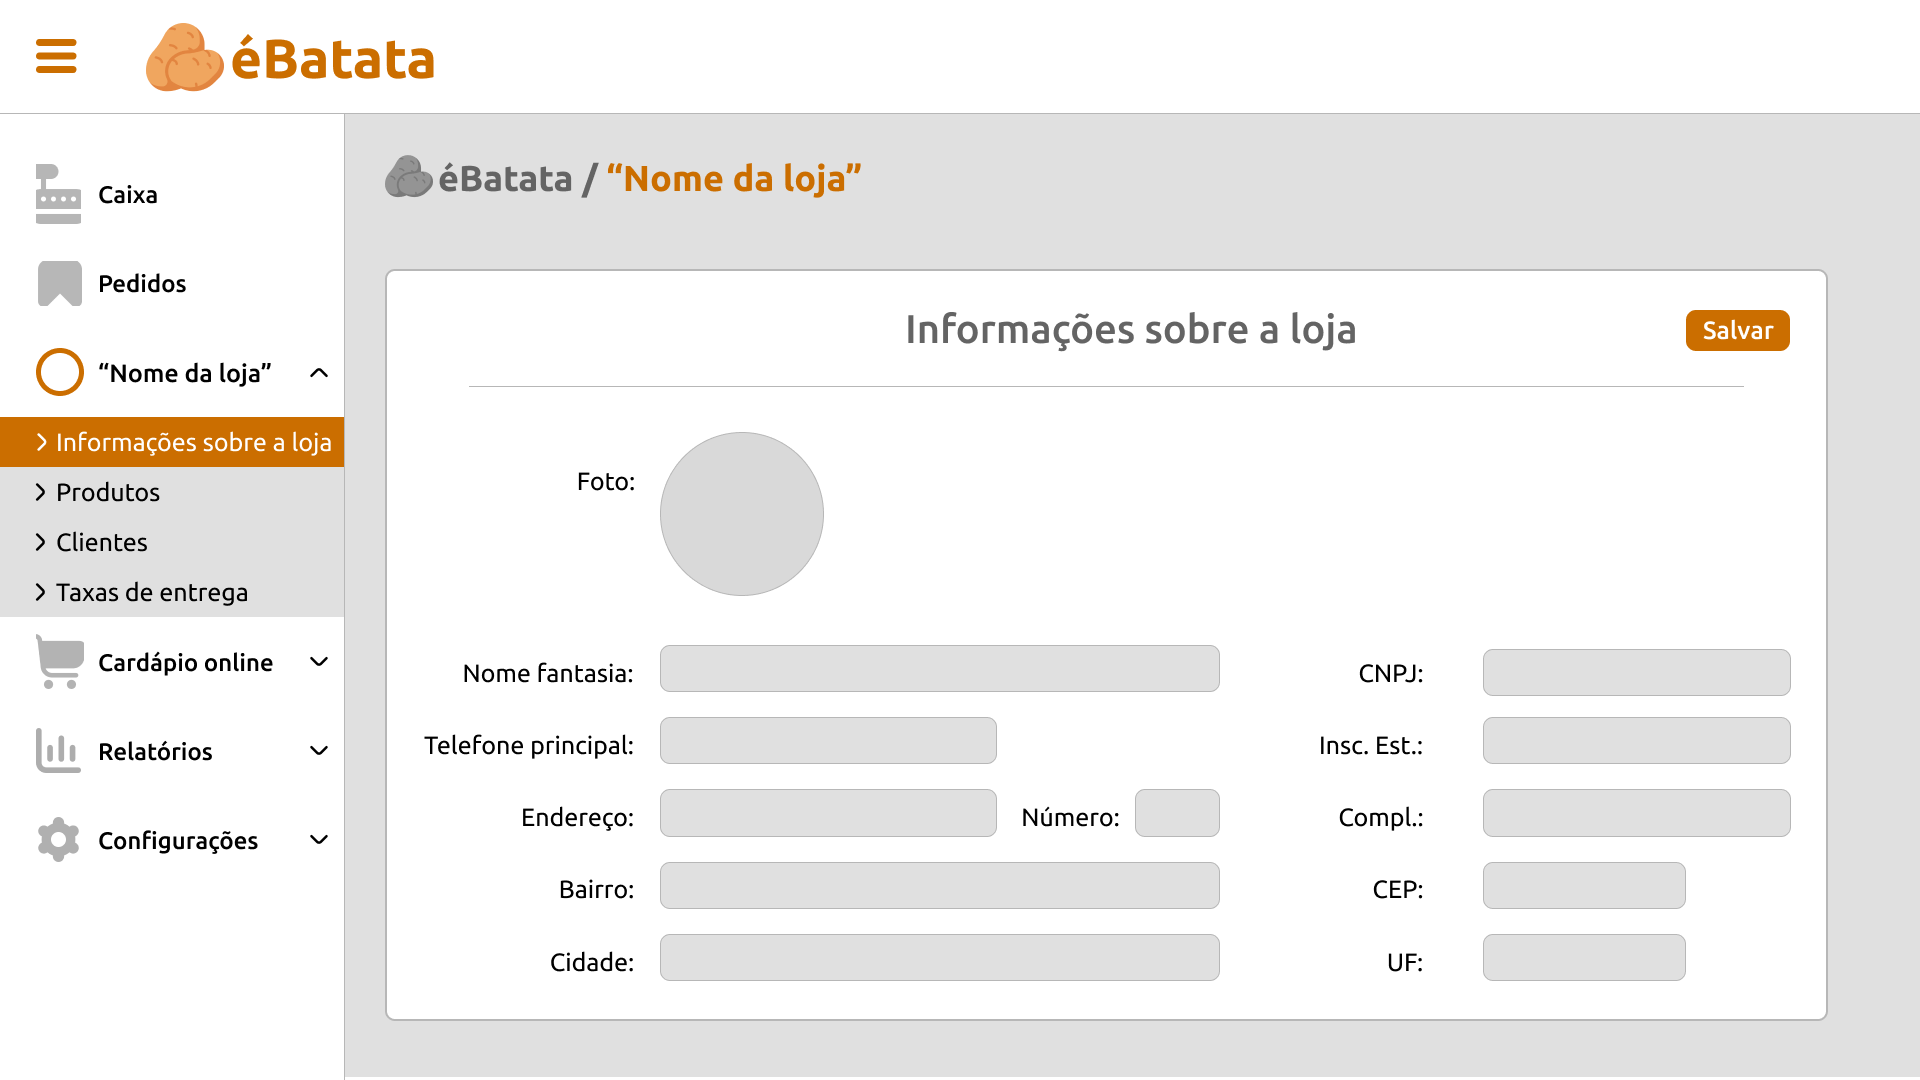 éBatata
Caixa
Pedidos
“Nome da loja”
Informações sobre a loja
Produtos
Clientes
Taxas de entrega
Cardápio online
Relatórios
Configurações
éBatata / “Nome da loja”
Informações sobre a loja
Salvar
Foto:
Nome fantasia:
CNPJ:
Telefone principal:
Insc. Est.:
Endereço:
Número:
Compl.:
Bairro:
CEP:
Cidade:
UF: